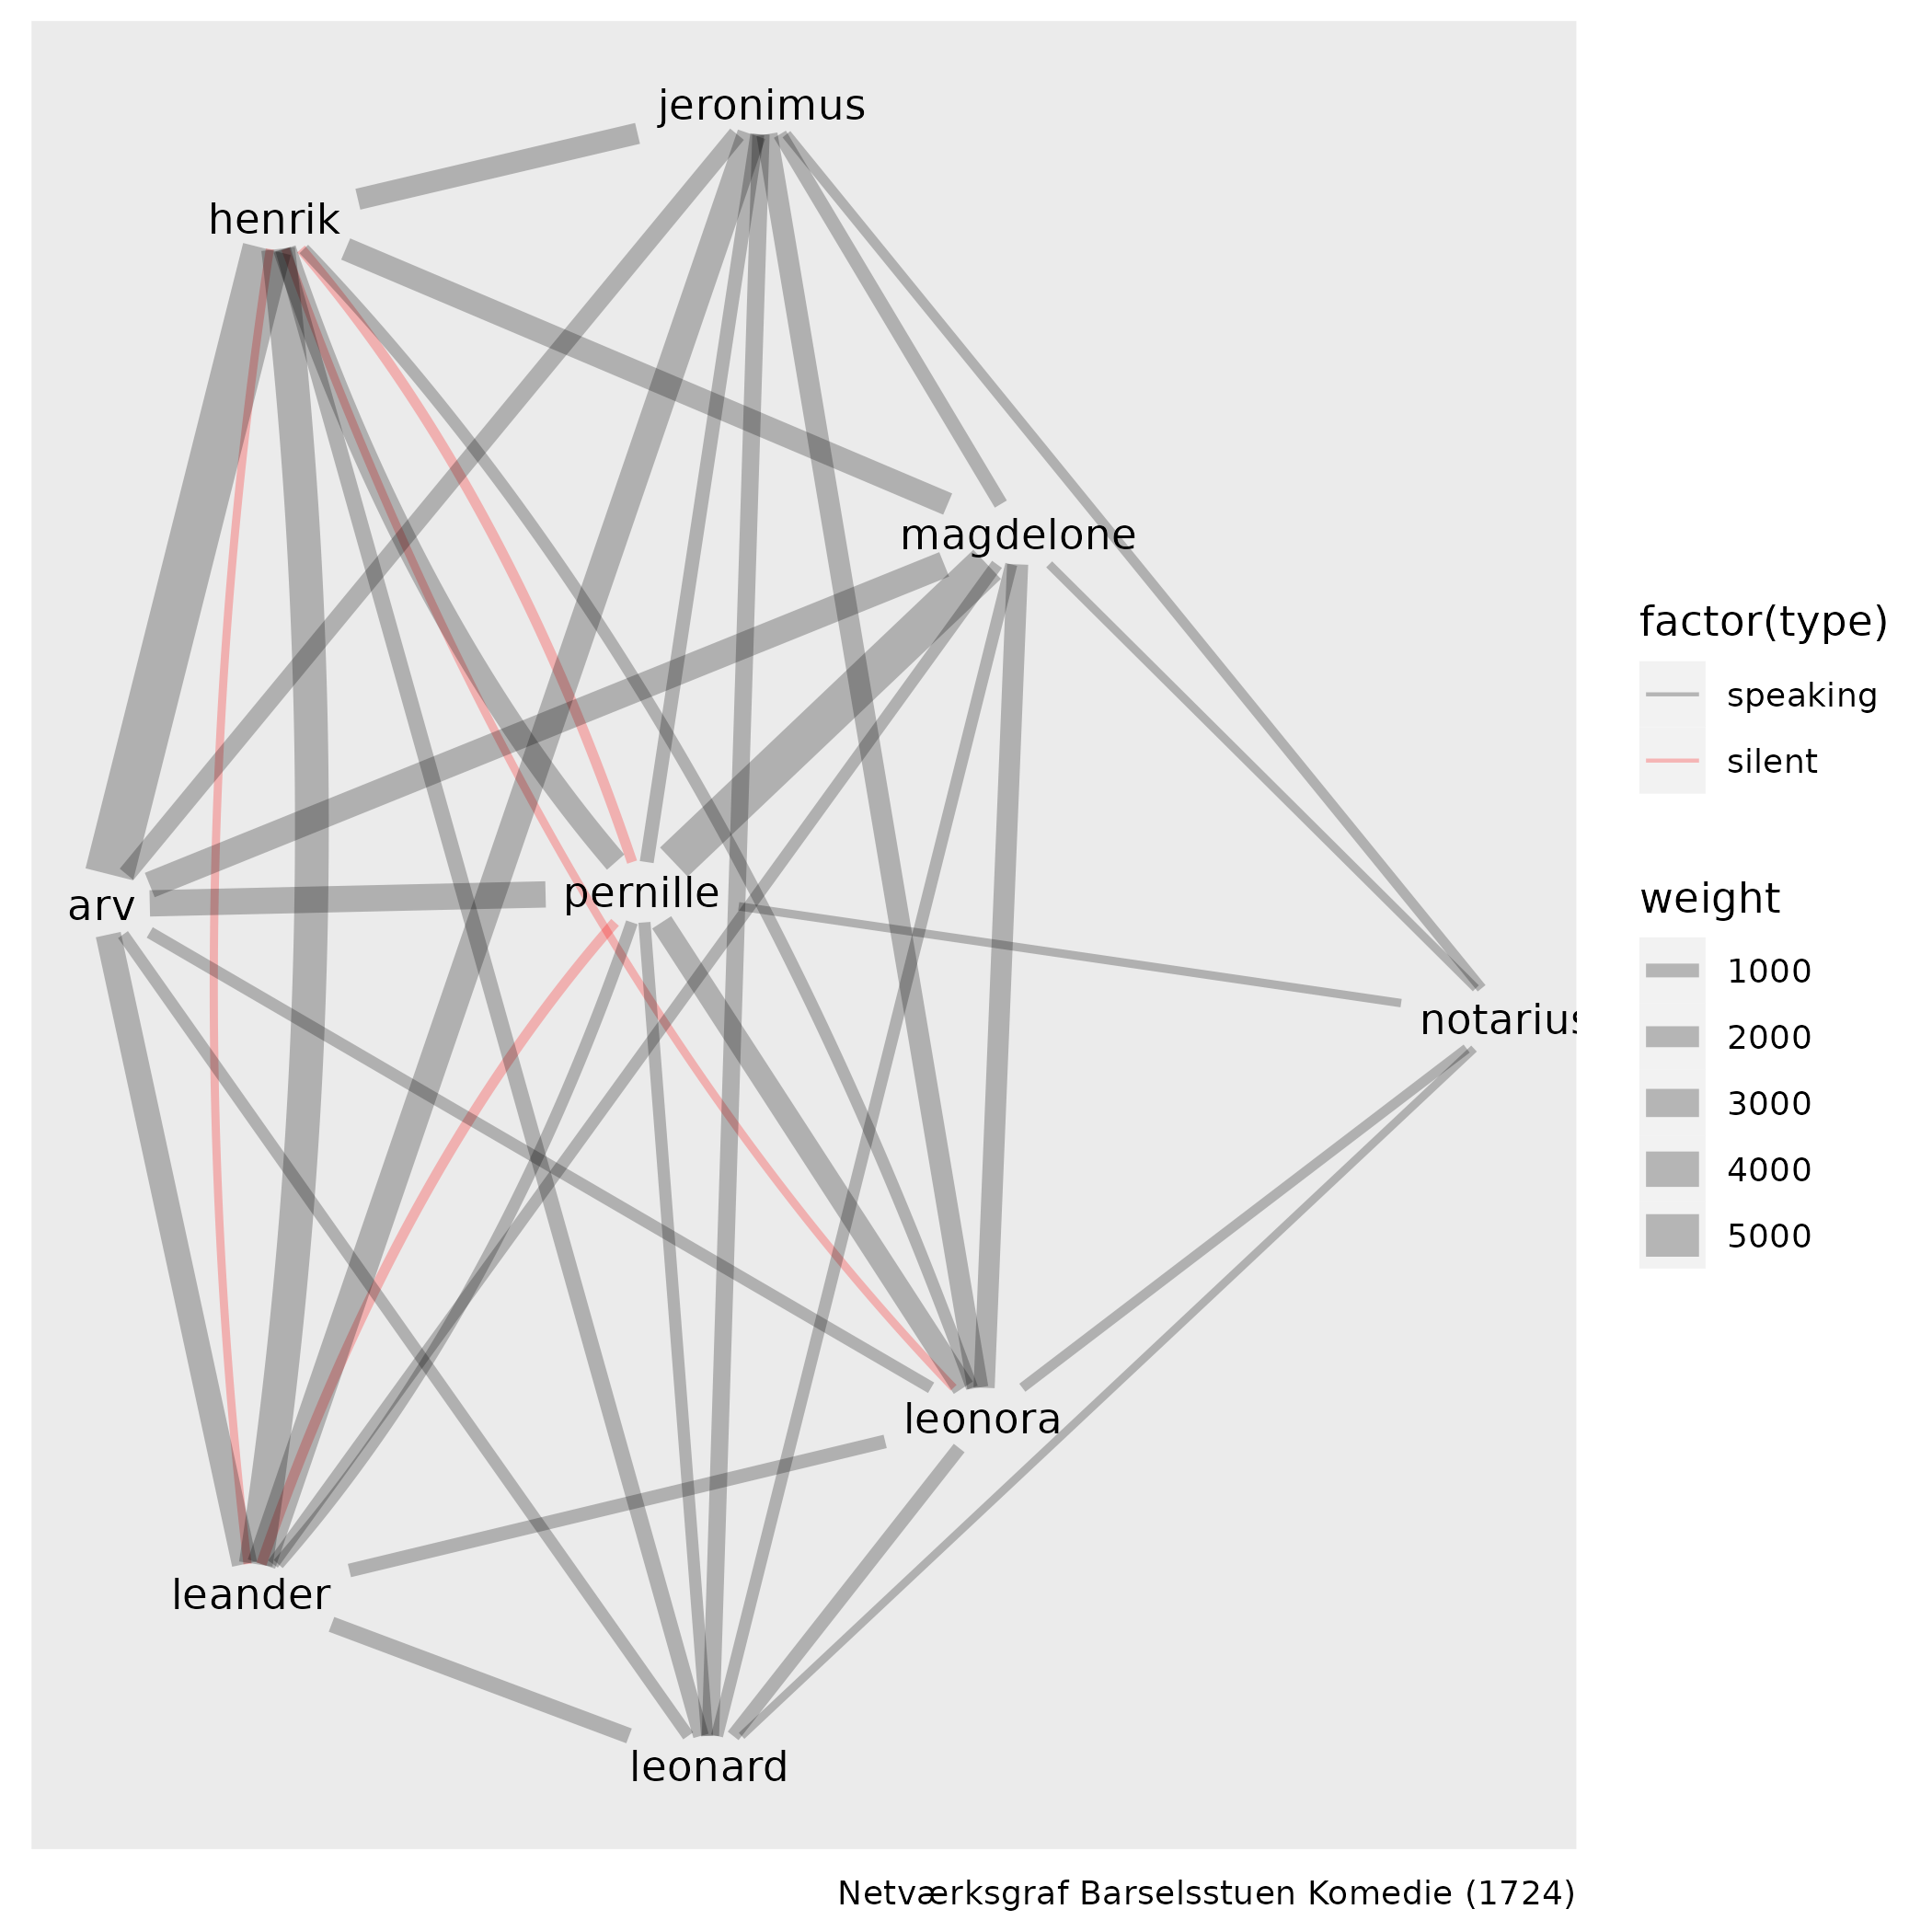 jeronimus
henrik
magdelone
arv
pernille
notarius
leonora
leander
leonard
factor(type)
speaking
silent
weight
1000
2000
3000
4000
5000
Netværksgraf Barselsstuen Komedie (1724)